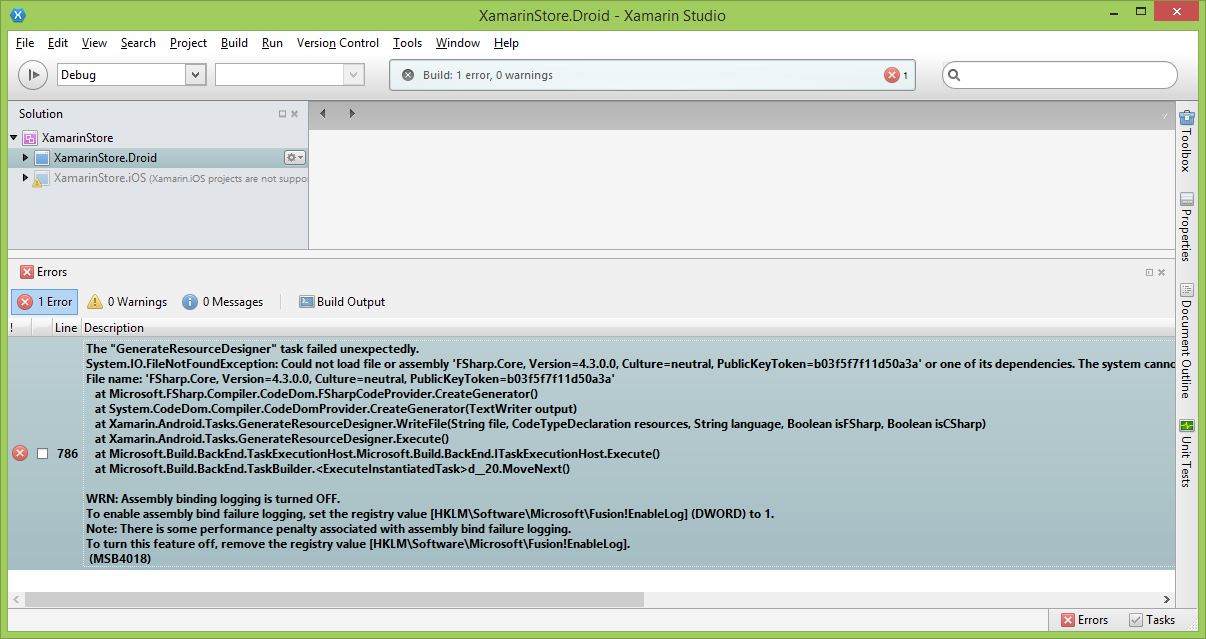 XamarinStore.Droid - Xamarin Studio
File Edit View Search Project Build Run Version Control Tools Window Help
Debug
Build: 1 error, 0 warnings
1
Solution
XamarinStore
XamarinStore.Droid
XamarinStore.iOS (Xamarin.iOS projects are not suppo
Toolbox
Properties
Document Outline
Unit Tests
Errors
1 Error 0 Warnings 0 Messages Build Output
! Line Description
786
The "GenerateResourceDesigner" task failed unexpectedly.
System.IO.FileNotFoundException: Could not load file or assembly 'FSharp.Core, Version=4.3.0.0, Culture=neutral, PublicKeyToken=b03f5f7f11d50a3a' or one of its dependencies. The system canno
File name: 'FSharp.Core, Version=4.3.0.0, Culture=neutral, PublicKeyToken=b03f5f7f11d50a3a'
at Microsoft.FSharp.Compiler.CodeDom.FSharpCodeProvider.CreateGenerator()
at System.CodeDom.Compiler.CodeDomProvider.CreateGenerator(TextWriter output)
at Xamarin.Android.Tasks.GenerateResourceDesigner.WriteFile(String file, CodeTypeDeclaration resources, String language, Boolean isFSharp, Boolean isCSharp)
at Xamarin.Android.Tasks.GenerateResourceDesigner.Execute()
at Microsoft.Build.BackEnd.TaskExecutionHost.Microsoft.Build.BackEnd.ITaskExecutionHost.Execute()
at Microsoft.Build.BackEnd.TaskBuilder.<ExecuteInstantiatedTask>d__20.MoveNext()
WRN: Assembly binding logging is turned OFF.
To enable assembly bind failure logging, set the registry value [HKLM\Software\Microsoft\Fusion!EnableLog] (DWORD) to 1.
Note: There is some performance penalty associated with assembly bind failure logging.
To turn this feature off, remove the registry value [HKLM\Software\Microsoft\Fusion!EnableLog].
(MSB4018)
Errors Tasks